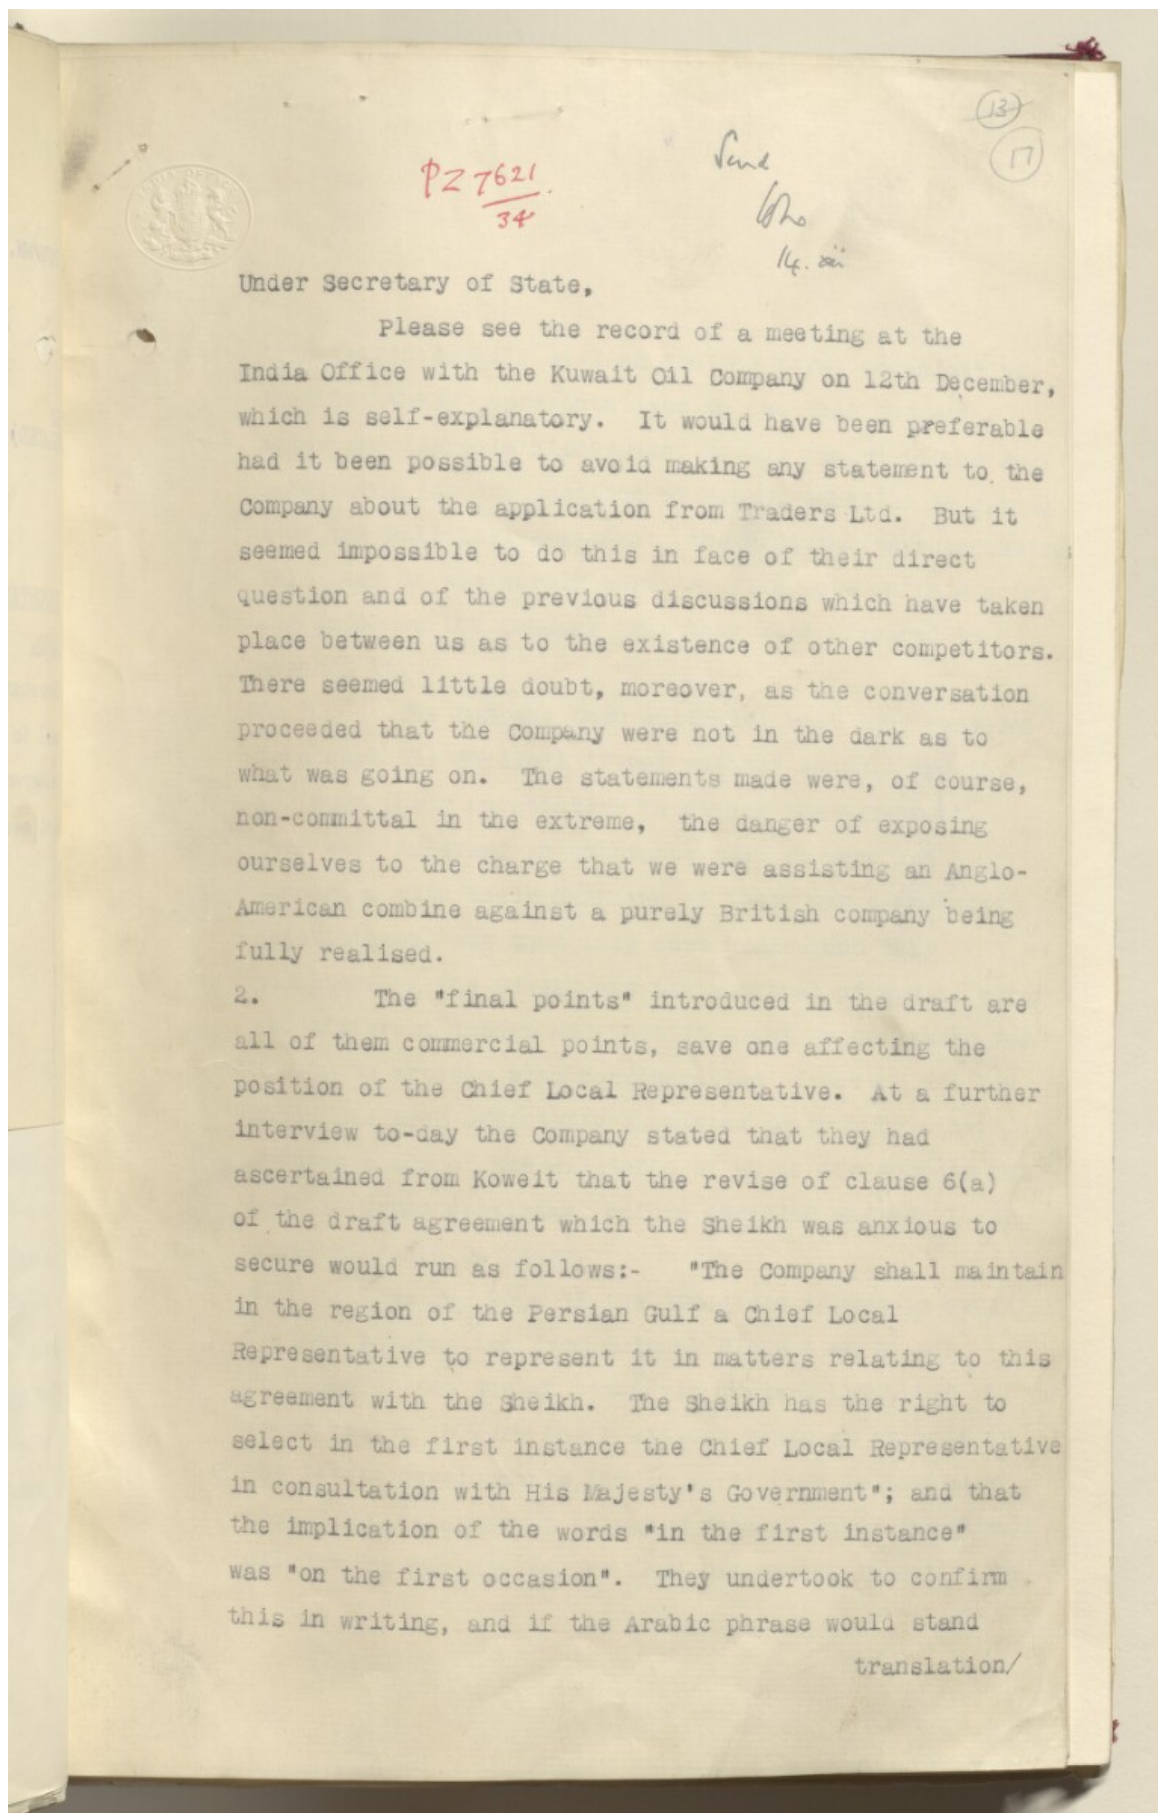 13
17
PZ 7621
34
Send
14. xii
Under Secretary of State,
Please see the record of a meeting at the
India Office with the Kuwait Oil Company on 12th December,
which is self-explanatory. It would have been preferable
had it been possible to avoid making any statement to the
Company about the application from Traders Ltd. But it
seemed impossible to do this in face of their direct
question and of the previous discussions which have taken
place between us as to the existence of other competitors.
There seemed little doubt, moreover, as the conversation
proceeded that the Company were not in the dark as to
what was going on. The statements made were, of course,
non-committal in the extreme, the danger of exposing
ourselves to the charge that we were assisting an Anglo-
American combine against a purely British company being
fully realised.
2. The "final points" introduced in the draft are
all of them commercial points, save one affecting the
position of the Chief Local Representative. At a further
interview to-day the Company stated that they had
ascertained from Koweit that the revise of clause 6(a)
of the draft agreement which the Sheikh was anxious to
secure would run as follows:- "The Company shall maintain
in the region of the Persian Gulf a Chief Local
Representative to represent it in matters relating to this
agreement with the Sheikh. The Sheikh has the right to
select in the first instance the Chief Local Representative
in consultation with His Majesty's Government"; and that
the implication of the words "in the first instance"
was "on the first occasion". They undertook to confirm
this in writing, and if the Arabic phrase would stand
translation/